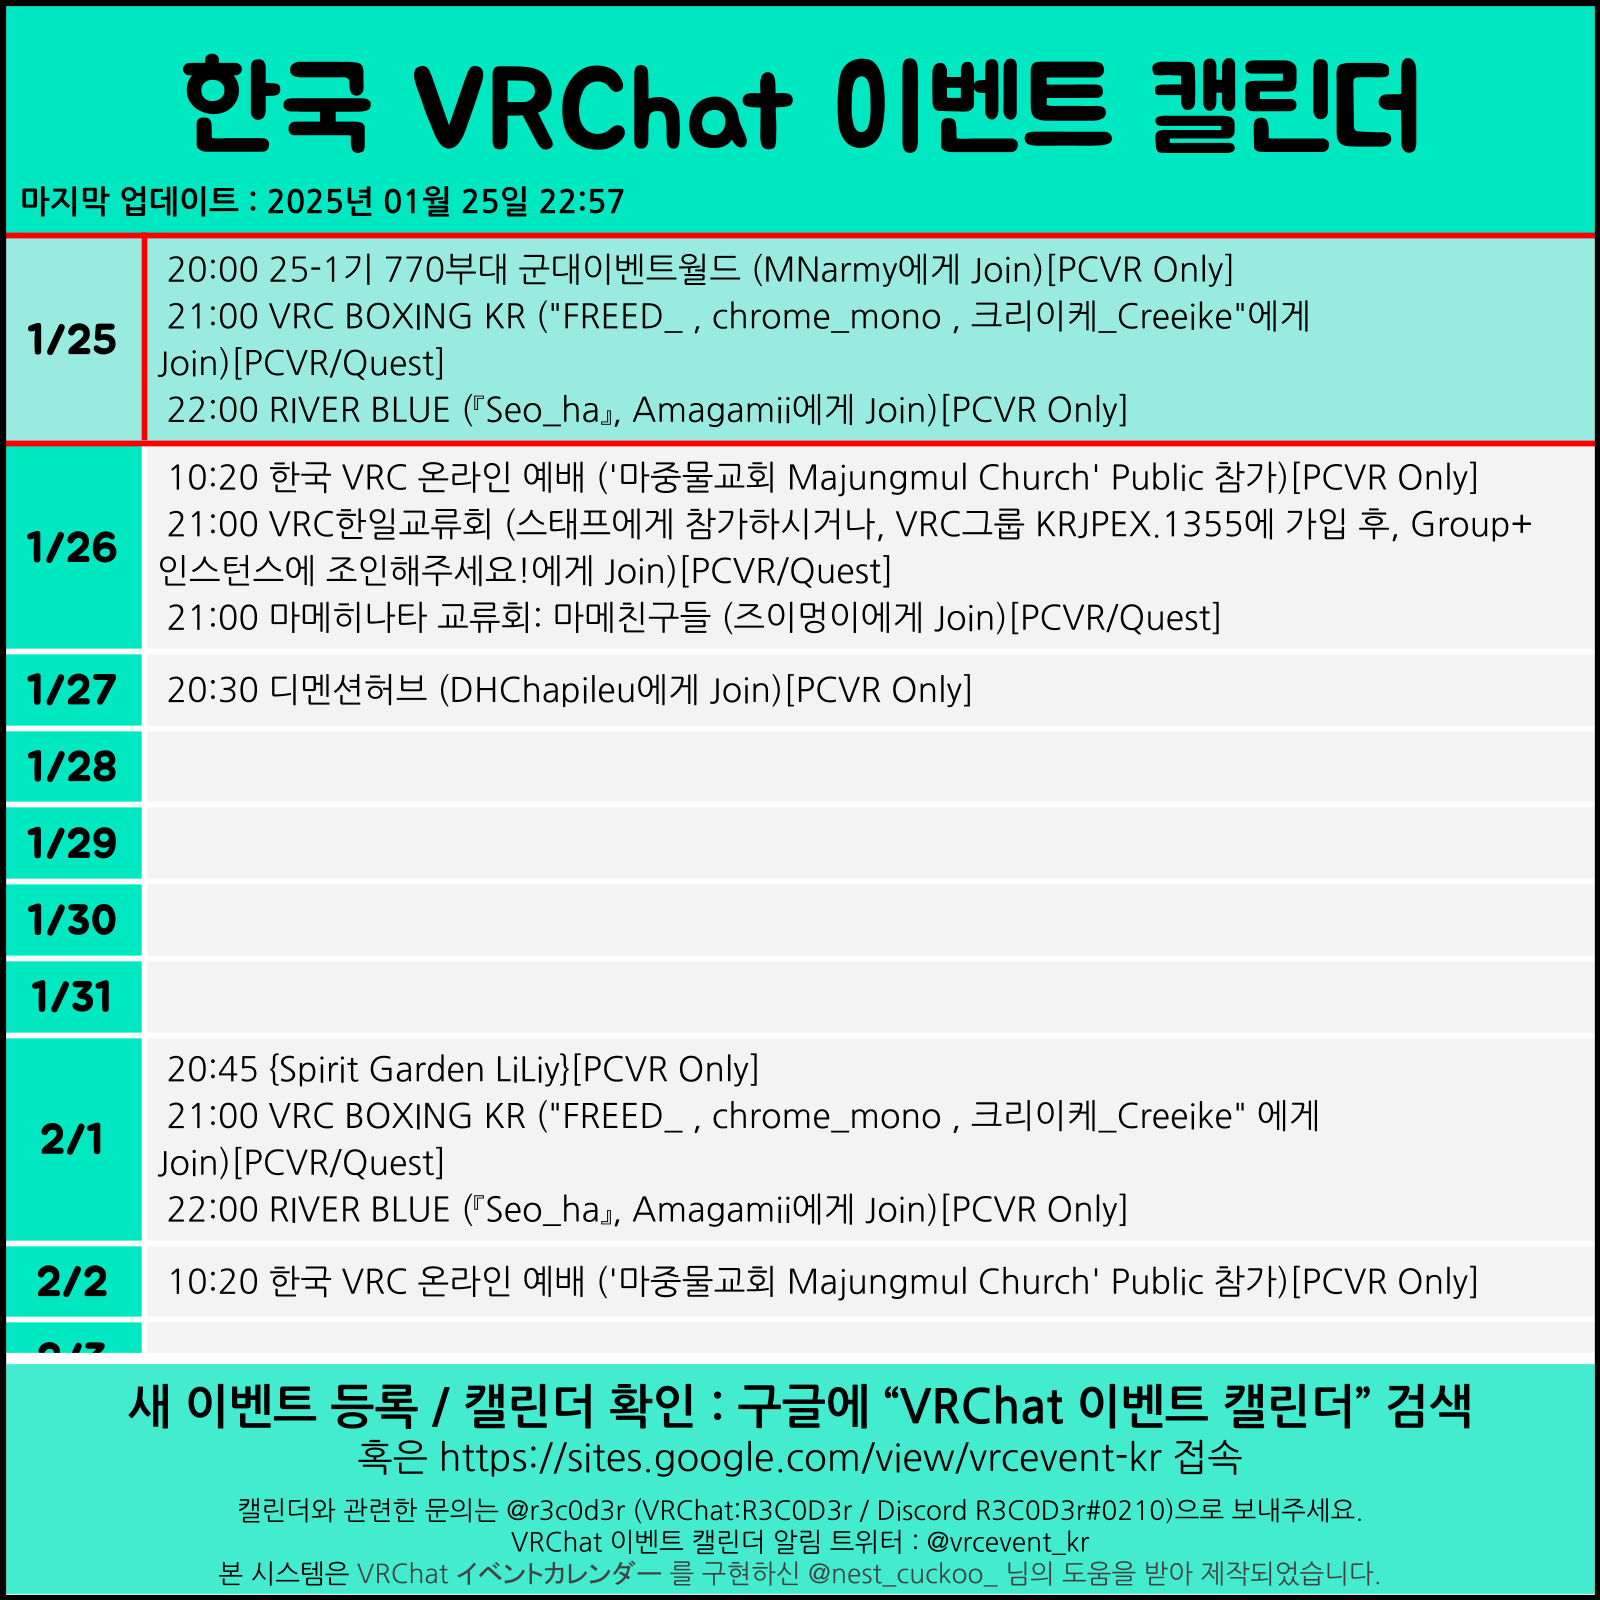 한국 VRChat 이벤트 캘린더
마지막 업데이트 : 2025년 01월 25일 22:57
1/25
20:00 25-1기 770부대 군대이벤트월드 (MNarmy에게 Join)[PCVR Only]
21:00 VRC BOXING KR ("FREED_ , chrome_mono , 크리이케_Creeike"에게
Join)[PCVR/Quest]
22:00 RIVER BLUE (『Seo_ha』, Amagamii에게 Join)[PCVR Only]
1/26
10:20 한국 VRC 온라인 예배 ('마중물교회 Majungmul Church' Public 참가)[PCVR Only]
21:00 VRC한일교류회 (스태프에게 참가하시거나, VRC그룹 KRJPEX.1355에 가입 후, Group+
인스턴스에 조인해주세요!에게 Join)[PCVR/Quest]
21:00 마메히나타 교류회: 마메친구들 (즈이멍이에게 Join)[PCVR/Quest]
1/27
20:30 디멘션허브 (DHChapileu에게 Join)[PCVR Only]
1/28
1/29
1/30
1/31
2/1
20:45 {Spirit Garden LiLiy}[PCVR Only]
21:00 VRC BOXING KR ("FREED_ , chrome_mono , 크리이케_Creeike" 에게
Join)[PCVR/Quest]
22:00 RIVER BLUE (『Seo_ha』, Amagamii에게 Join)[PCVR Only]
2/2
10:20 한국 VRC 온라인 예배 ('마중물교회 Majungmul Church' Public 참가)[PCVR Only]
2/3
새 이벤트 등록 / 캘린더 확인 : 구글에 “VRChat 이벤트 캘린더” 검색
혹은 https://sites.google.com/view/vrcevent-kr 접속
캘린더와 관련한 문의는 @r3c0d3r (VRChat:R3C0D3r / Discord R3C0D3r#0210)으로 보내주세요.
VRChat 이벤트 캘린더 알림 트위터 : @vrcevent_kr
본 시스템은 VRChat イベントカレンダー 를 구현하신 @nest_cuckoo_ 님의 도움을 받아 제작되었습니다.